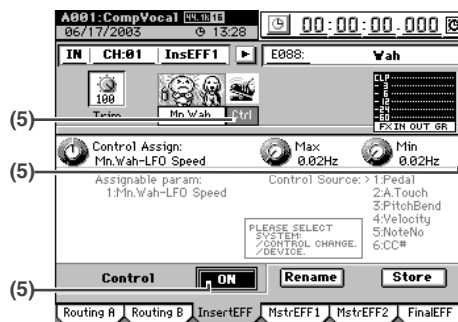 A001:CompVocal 44.1k 16
06/17/2003 13:28 00:00:00.000
IN CH:01 InsEFF1 E088: Wah
100
Trim Mn.Wah Ctrl
CLP
- 3
- 6
-12
-24
-60
FXIN OUT GR
(5)
Control Assign:
Mn.Wah-LFO Speed
Max
0.02Hz
Min
0.02Hz
(5)
Assignable param:
1:Mn.Wah-LFO Speed
Control Source: > 1:Pedal
2:A.Touch
3:PitchBend
4:Velocity
5:NoteNo
6:CC#
PLEASE SELECT
SYSTEM:
/CONTROL CHANGE.
/DEVICE.
(5)
Control ON Rename Store
Routing A Routing B InsertEFF MstrEFF1 MstrEFF2 FinalEFF